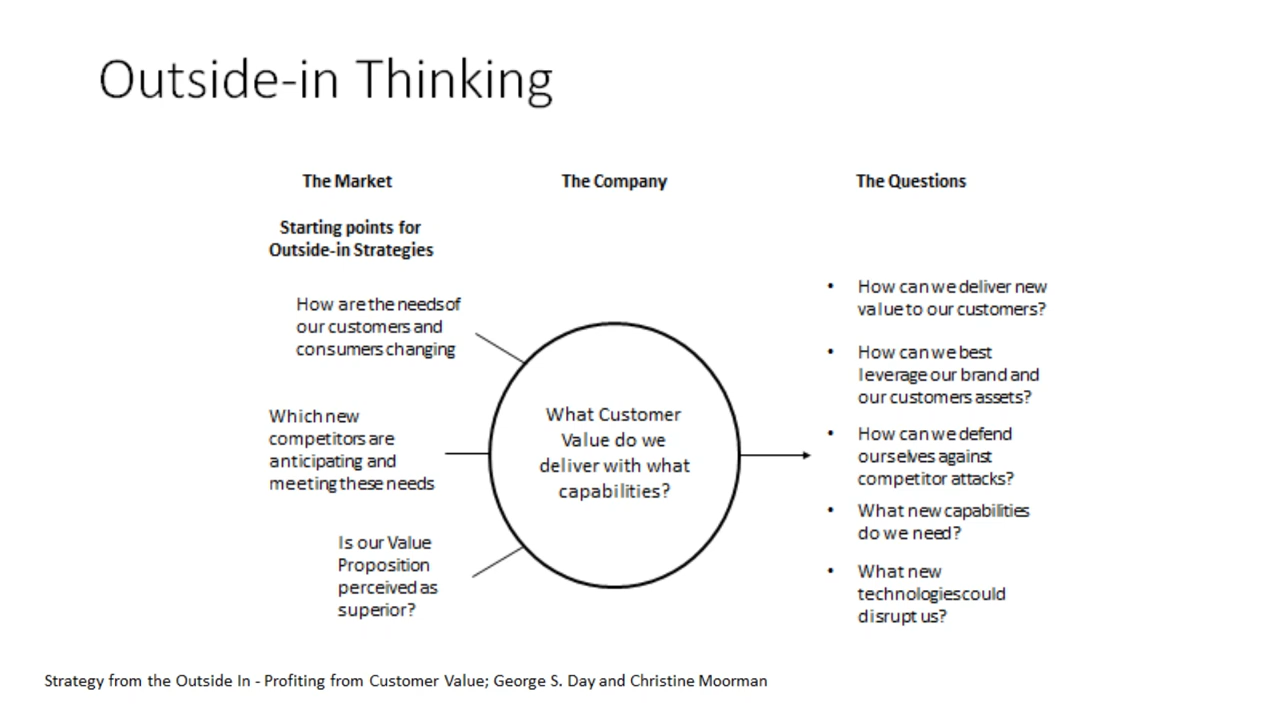 Outside-in Thinking
The Market
The Company
The Questions
Starting points for
Outside-in Strategies
How are the needs of
our customers and
consumers changing
Which new
competitors are
anticipating and
meeting these needs
Is our Value
Proposition
perceived as
superior?
What Customer
Value do we
deliver with what
capabilities?
• How can we deliver new
value to our customers?
• How can we best
leverage our brand and
our customers assets?
• How can we defend
ourselves against
competitor attacks?
• What new capabilities
do we need?
• What new
technologies could
disrupt us?
Strategy from the Outside In - Profiting from Customer Value; George S. Day and Christine Moorman